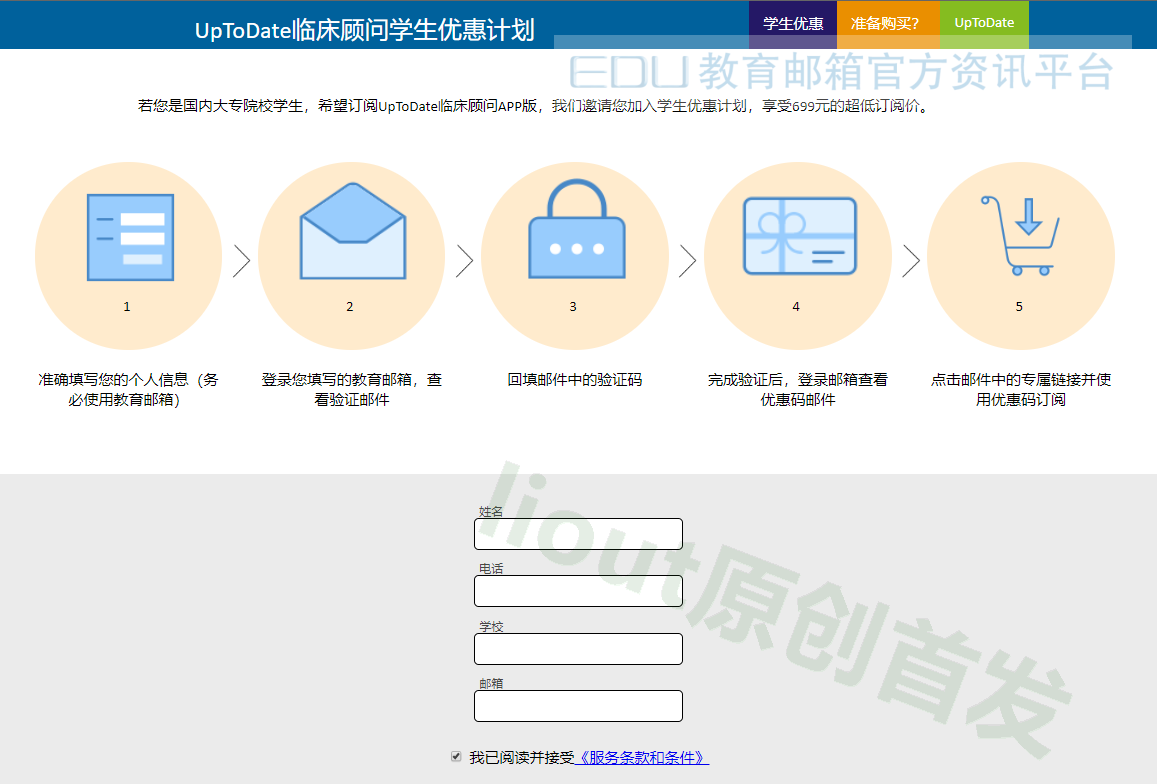 UpToDate临床顾问学生优惠计划
学生优惠
准备购买？
UpToDate
EDU教育邮箱官方资讯平台
若您是国内大专院校学生，希望订阅UpToDate临床顾问APP版，我们邀请您加入学生优惠计划，享受699元的超低订阅价。
1
2
3
4
5
准确填写您的个人信息（务
必使用教育邮箱）
登录您填写的教育邮箱，查
看验证邮件
回填邮件中的验证码
完成验证后，登录邮箱查看
优惠码邮件
点击邮件中的专属链接并使
用优惠码订阅
liout原创首发
姓名
电话
学校
邮箱
我已阅读并接受《服务条款和条件》